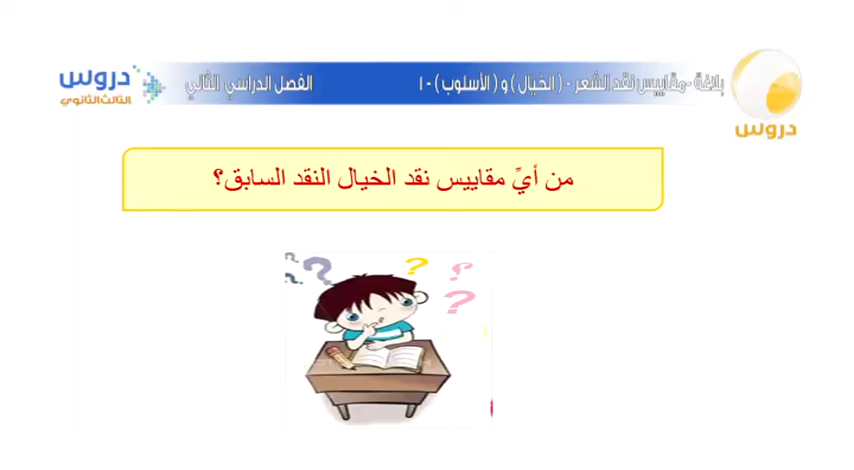 بلاغة -مقاييس نقد الشعر - (الخيال) و (الأسلوب) -١
الفصل الدراسي الثاني
دروس
الثالث الثانوي
دروس
من أيِّ مقاييس نقد الخيال النقد السابق؟